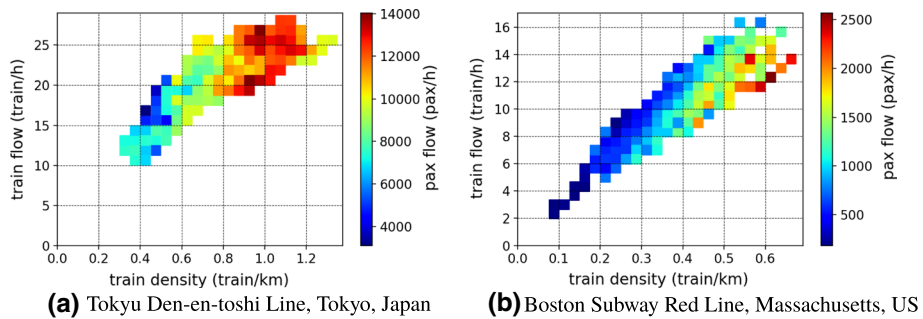 train flow (train/h)
25
20
15
10
5
0
0.0 0.2 0.4 0.6 0.8 1.0 1.2
train density (train/km)
14000
12000
10000
8000
6000
4000
pax flow (pax/h)
(a) Tokyu Den-en-toshi Line, Tokyo, Japan
train flow (train/h)
16
14
12
10
8
6
4
2
0
0.0 0.1 0.2 0.3 0.4 0.5 0.6
train density (train/km)
2500
2000
1500
1000
500
pax flow (pax/h)
(b) Boston Subway Red Line, Massachusetts, US